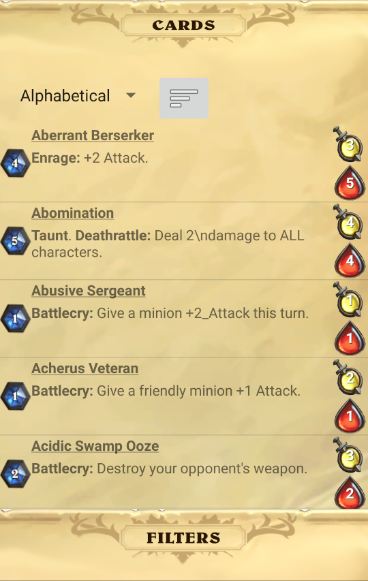 CARDS
Alphabetical
Aberrant Berserker
4
Enrage: +2 Attack.
3
5
Abomination
5
Taunt. Deathrattle: Deal 2\ndamage to ALL
characters.
4
4
Abusive Sergeant
1
Battlecry: Give a minion +2_Attack this turn.
1
1
Acherus Veteran
1
Battlecry: Give a friendly minion +1 Attack.
2
1
Acidic Swamp Ooze
2
Battlecry: Destroy your opponent's weapon.
3
2
FILTERS